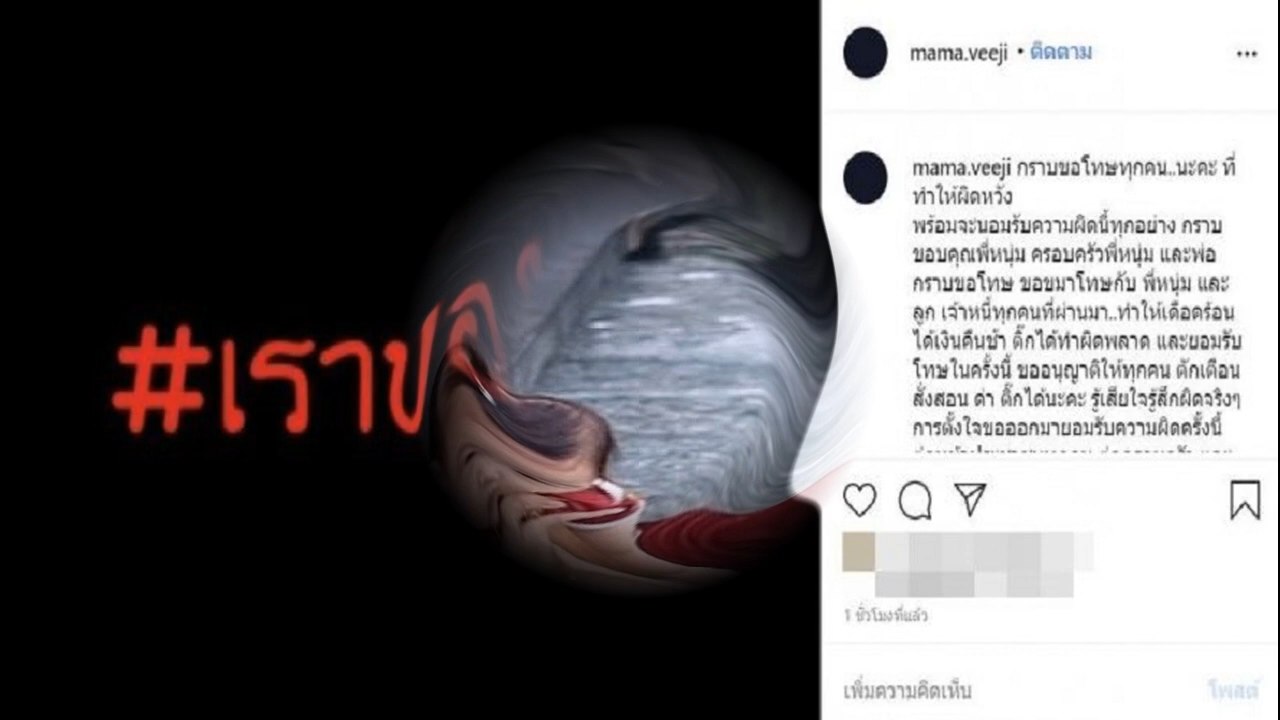 #เราข
mama.veeji • ติดตาม
mama.veeji กราบขอโทษทุกคน..นะคะ ที่
ทำให้ผิดหวัง
พร้อมจะนอมรับความผิดนี้ทุกอย่าง กราบ
ขอบคุณพี่หนุ่ม ครอบครัวพี่หนุ่ม และพ่อ
กราบขอโทษ ขอขมาโทษกับ พี่หนุ่ม และ
ลูก เจ้าหนี้ทุกคนที่ผ่านมา..ทำให้เดือดร้อน
ได้เงินคืนช้า ติ๊กได้ทำผิดพลาด และยอมรับ
โทษในครั้งนี้ ขออนุญาติให้ทุกคน ตักเตือน
สั่งสอน ด่า ติ๊กได้นะคะ รู้เสียใจรู้สึกผิดจริงๆ
การตั้งใจขอออกมายอมรับความผิดครั้งนี้
1 ชั่วโมงที่แล้ว
เพิ่มความคิดเห็น
โพสต์